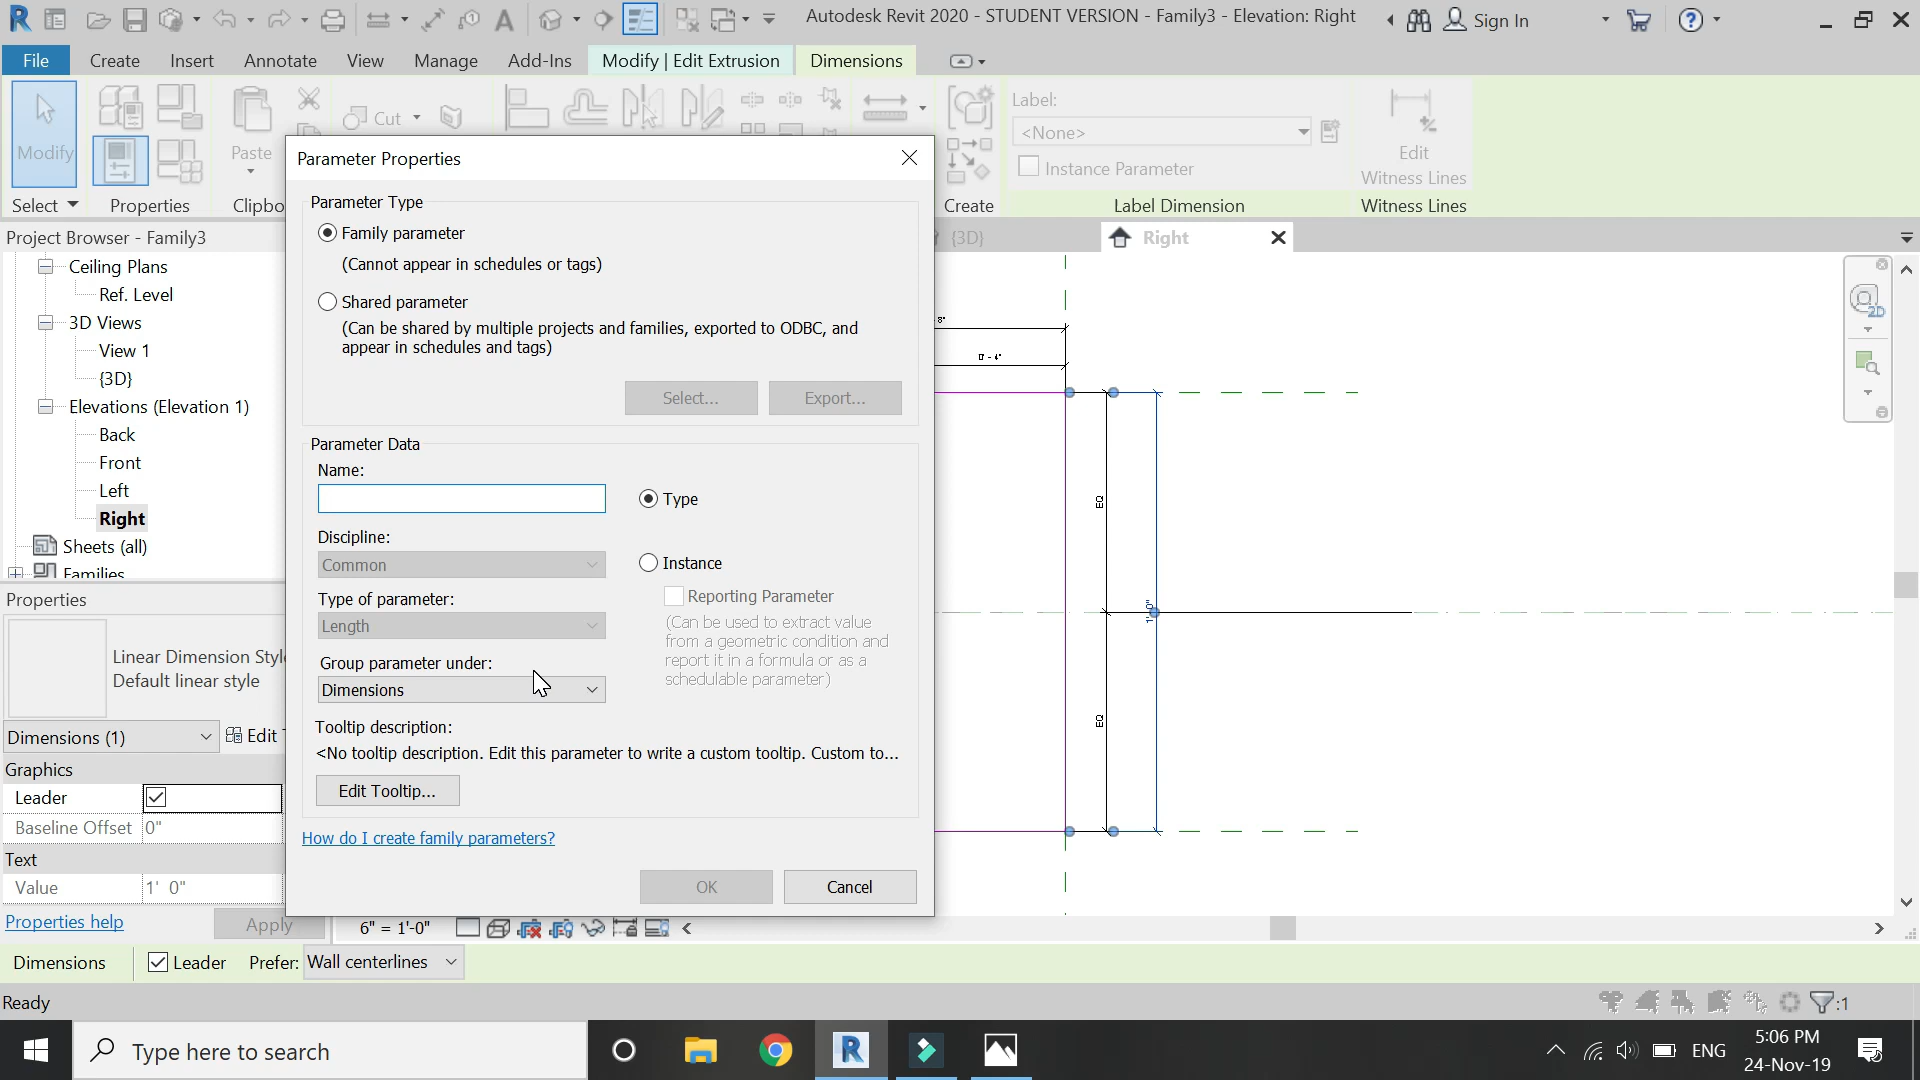 Autodesk Revit 2020 - STUDENT VERSION - Family3 - Elevation: Right
Sign In
File
Create
Insert
Annotate
View
Manage
Add-Ins
Modify | Edit Extrusion
Dimensions
Modify
Paste
Cut
Label:
<None>
Instance Parameter
Edit
Witness Lines
Select
Properties
Clipbo
Create
Label Dimension
Witness Lines
Project Browser - Family3
{3D}
Right
Ceiling Plans
Ref. Level
3D Views
View 1
{3D}
Elevations (Elevation 1)
Back
Front
Left
Right
Sheets (all)
Families
Properties
Linear Dimension Style
Default linear style
Dimensions (1)
Edit T
Graphics
Leader
Baseline Offset
0"
Text
Value
1' 0"
Properties help
Apply
Parameter Properties
Parameter Type
Family parameter
(Cannot appear in schedules or tags)
Shared parameter
(Can be shared by multiple projects and families, exported to ODBC, and
appear in schedules and tags)
Select...
Export...
Parameter Data
Name:
Type
Discipline:
Common
Instance
Type of parameter:
Reporting Parameter
Length
(Can be used to extract value
from a geometric condition and
report it in a formula or as a
schedulable parameter)
Group parameter under:
Dimensions
Tooltip description:
<No tooltip description. Edit this parameter to write a custom tooltip. Custom to...
Edit Tooltip...
How do I create family parameters?
OK
Cancel
EQ
1' 0"
EQ
2D
6" = 1'-0"
Dimensions
Leader
Prefer:
Wall centerlines
Ready
:1
Type here to search
ENG
5:06 PM
24-Nov-19